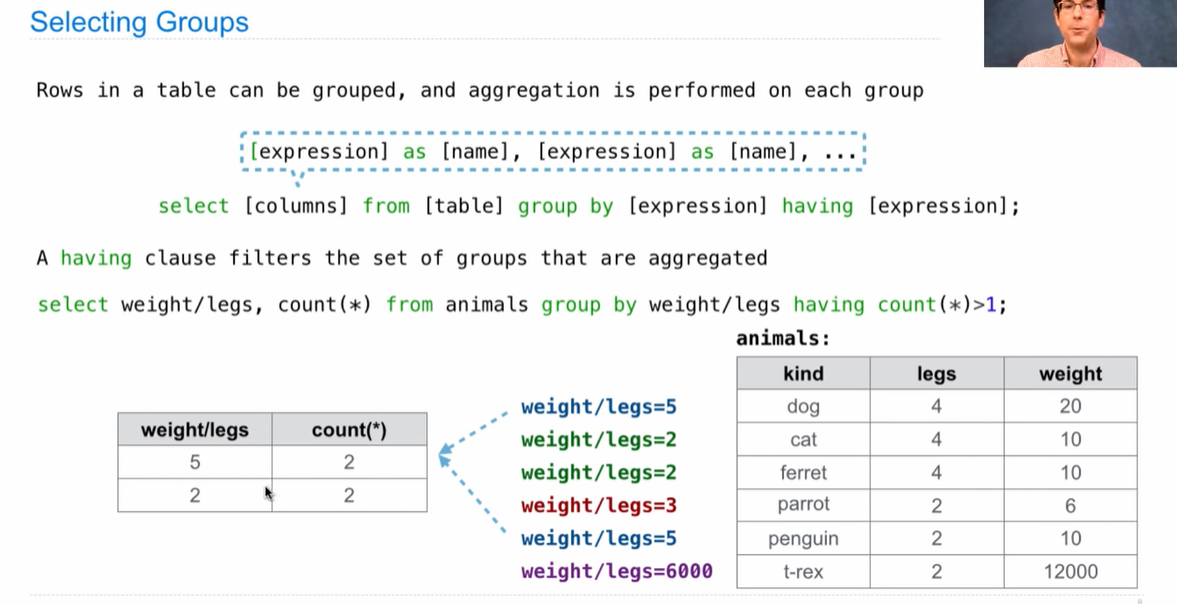 Selecting Groups
Rows in a table can be grouped, and aggregation is performed on each group
[expression] as [name], [expression] as [name], ...
select [columns] from [table] group by [expression] having [expression];
A having clause filters the set of groups that are aggregated
select weight/legs, count(*) from animals group by weight/legs having count(*)>1;
animals:
kind legs weight
dog 4 20
cat 4 10
ferret 4 10
parrot 2 6
penguin 2 10
t-rex 2 12000
weight/legs=5
weight/legs=2
weight/legs=2
weight/legs=3
weight/legs=5
weight/legs=6000
weight/legs count(*)
5 2
2 2